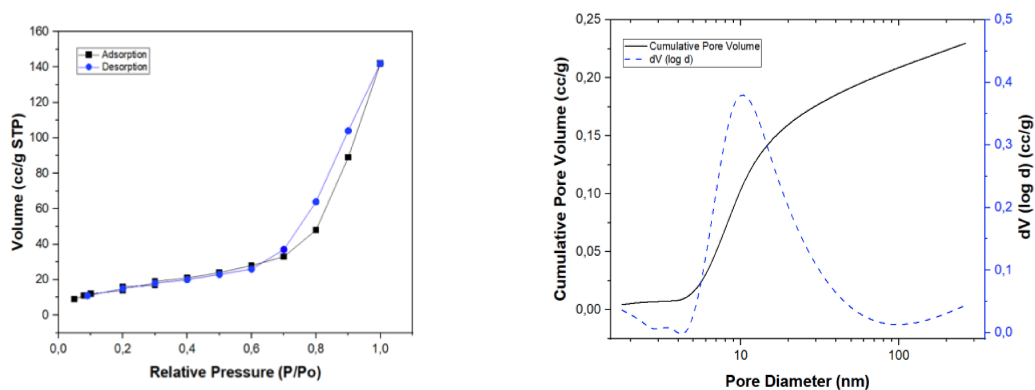 Volume (cc/g STP)
160
140
120
100
80
60
40
20
0
Adsorption
Desorption
0,0 0,2 0,4 0,6 0,8 1,0
Relative Pressure (P/Po)
Cumulative Pore Volume (cc/g)
0,25
0,20
0,15
0,10
0,05
0,00
Cumulative Pore Volume
dV (log d)
0,5
0,4
0,3
0,2
0,1
0,0
dV (log d) (cc/g)
10 100
Pore Diameter (nm)